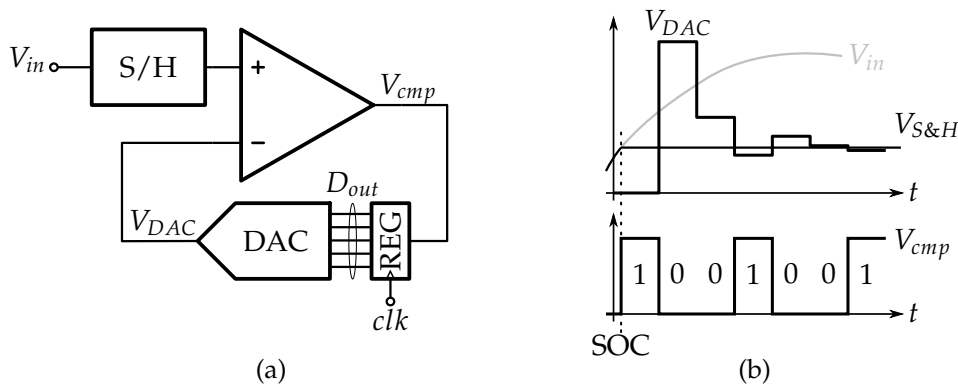 V_in
S/H
+
−
V_cmp
V_DAC
DAC
D_out
REG
clk
(a)
V_DAC
V_in
V_S&H
t
V_cmp
1 0 0 1 0 0 1
t
SOC
(b)